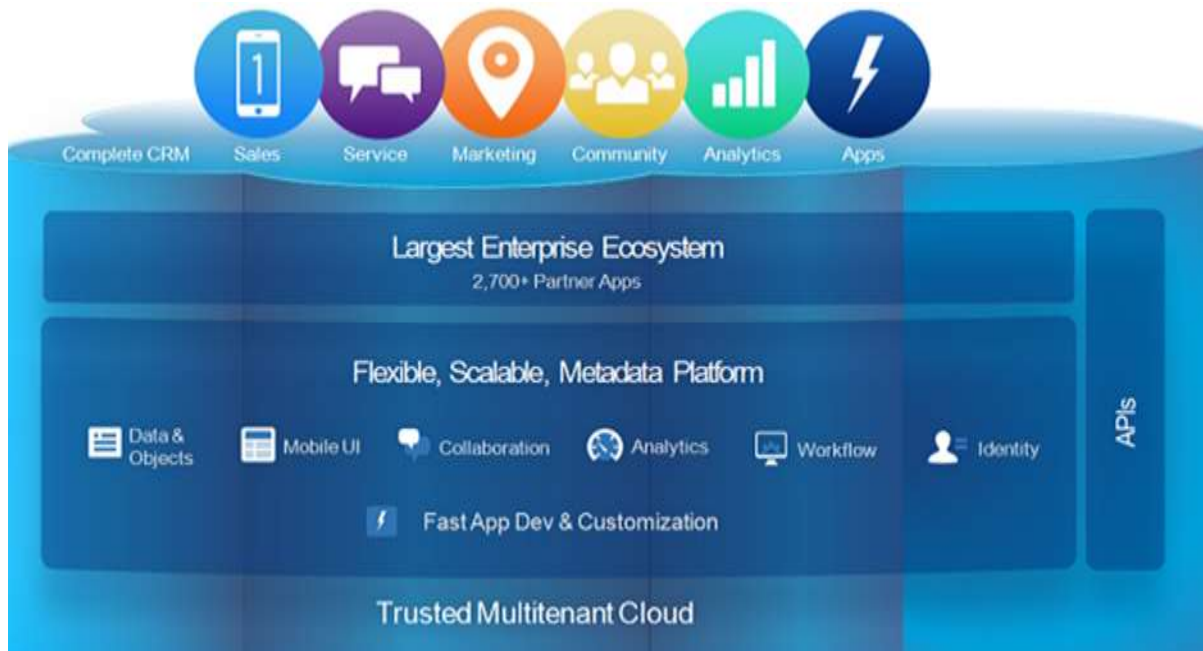 1
Complete CRM Sales Service Marketing Community Analytics Apps
Largest Enterprise Ecosystem
2,700+ Partner Apps
Flexible, Scalable, Metadata Platform
Data &
Objects
Mobile UI
Collaboration
Analytics
Workflow
Identity
Fast App Dev & Customization
APIs
Trusted Multitenant Cloud